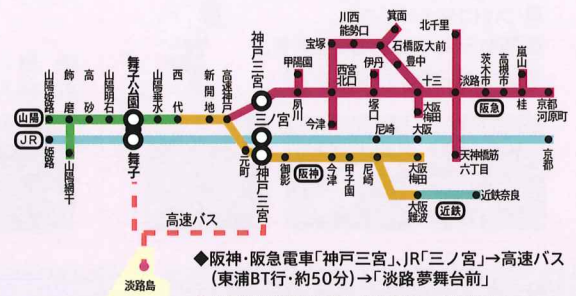 箕面
川西
能勢口
北千里
宝塚
石橋阪大前
豊中
神戸三宮
甲陽園
西宮
北口
伊丹
十三
淡路
茨木市
高槻市
嵐山
山陽姫路
飾磨
高砂
山陽明石
舞子公園
山陽垂水
西代
新開地
高速神戸
夙川
塚口
大阪
梅田
阪急
桂
京都
河原町
山陽
三ノ宮
今津
JR
尼崎
大阪
天神橋筋
六丁目
京都
姫路
山陽網干
舞子
元町
神戸三宮
御影
阪神
今津
甲子園
尼崎
大阪
梅田
大阪
難波
近鉄奈良
近鉄
高速バス
淡路島
◆阪神・阪急電車「神戸三宮」、JR「三ノ宮」→高速バス
(東浦BT行・約50分)→「淡路夢舞台前」